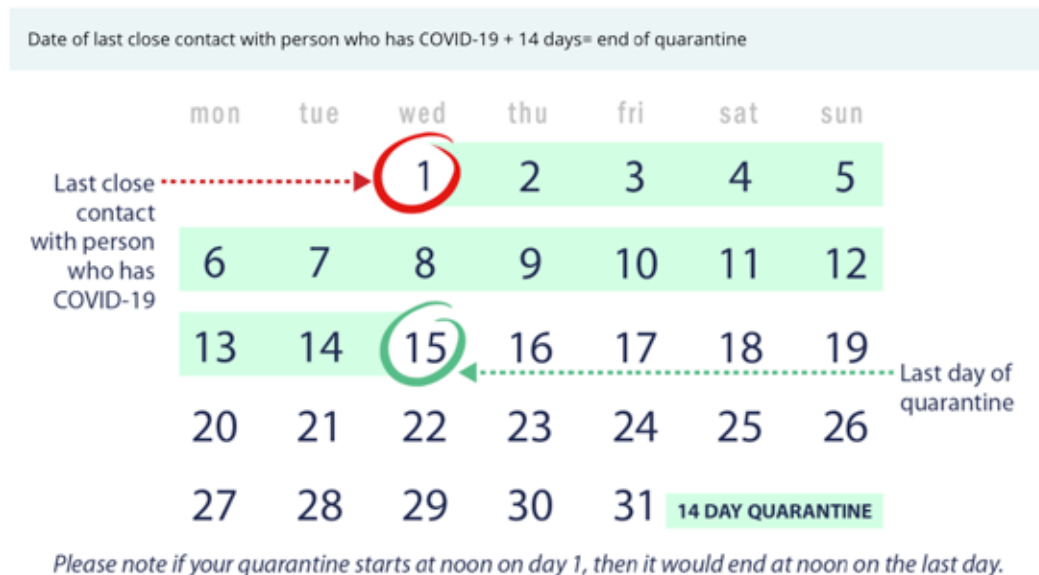 Date of last close contact with person who has COVID-19 + 14 days= end of quarantine
mon tue wed thu fri sat sun
Last close
contact
with person
who has
COVID-19
1 2 3 4 5
6 7 8 9 10 11 12
13 14 15 16 17 18 19
Last day of
quarantine
20 21 22 23 24 25 26
27 28 29 30 31 14 DAY QUARANTINE
Please note if your quarantine starts at noon on day 1, then it would end at noon on the last day.